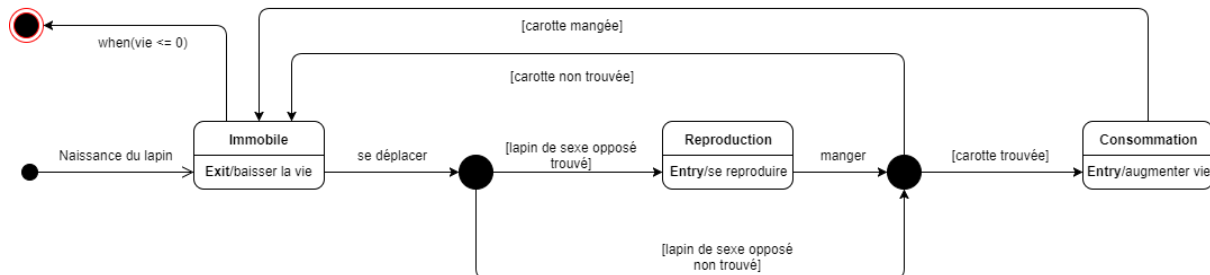 [carotte mangée]
when(vie <= 0)
[carotte non trouvée]
Naissance du lapin
Immobile
Exit/baisser la vie
se déplacer
[lapin de sexe opposé
trouvé]
Reproduction
Entry/se reproduire
manger
[carotte trouvée]
Consommation
Entry/augmenter vie
[lapin de sexe opposé
non trouvé]